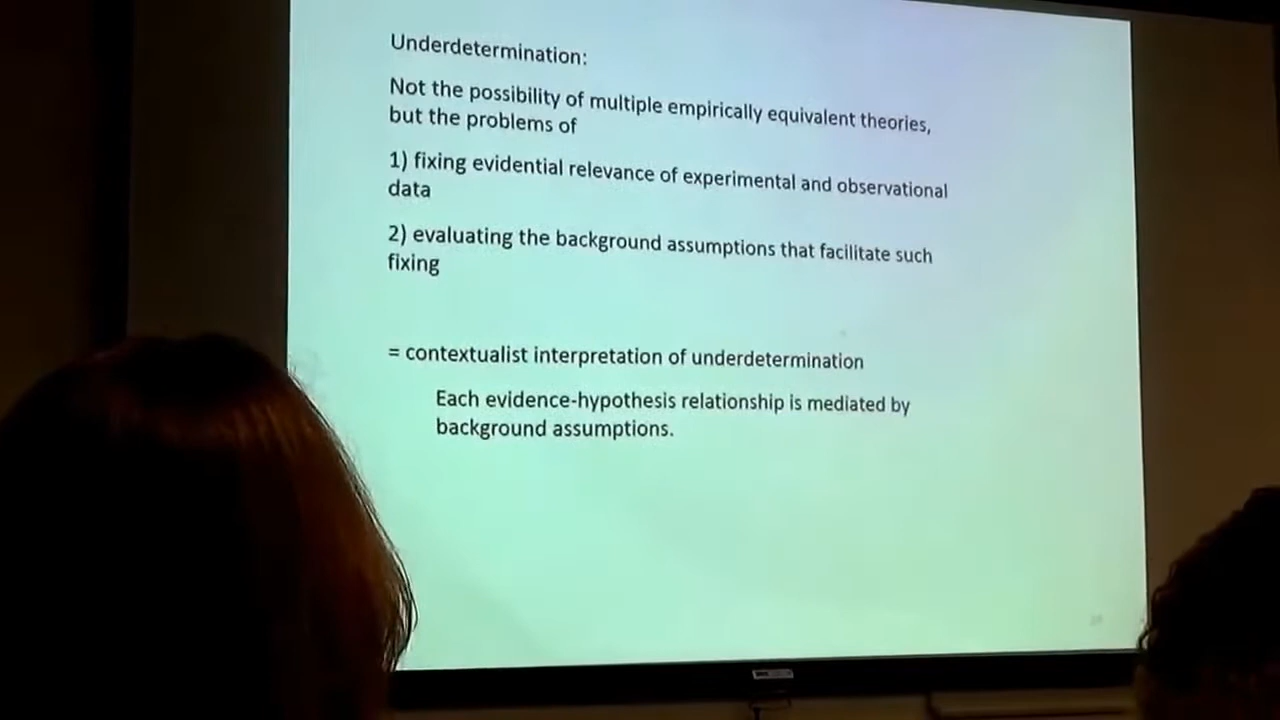 Underdetermination:
Not the possibility of multiple empirically equivalent theories,
but the problems of
1) fixing evidential relevance of experimental and observational
data
2) evaluating the background assumptions that facilitate such
fixing
= contextualist interpretation of underdetermination
Each evidence-hypothesis relationship is mediated by
background assumptions.